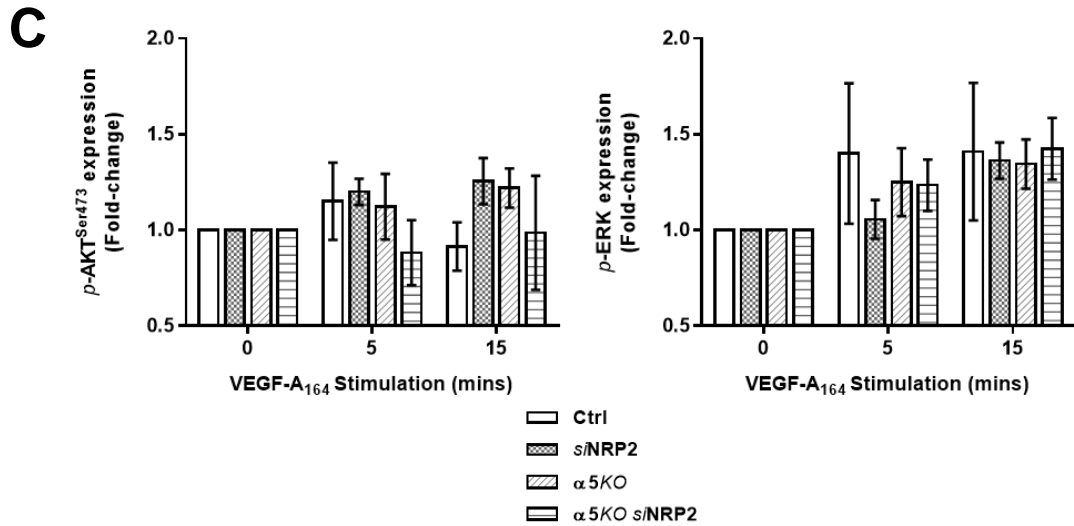 C
p-AKTSer473 expression
(Fold-change)
2.0
1.5
1.0
0.5
0
5
15
VEGF-A164 Stimulation (mins)
p-ERK expression
(Fold-change)
2.0
1.5
1.0
0.5
0
5
15
VEGF-A164 Stimulation (mins)
Ctrl
siNRP2
α5KO
α5KO siNRP2